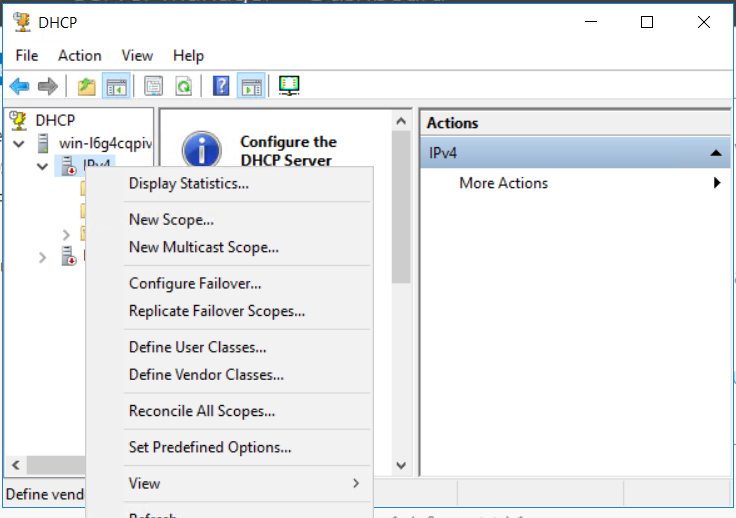 DHCP
File Action View Help
DHCP
win-l6g4cqpiv
IPv4
Configure the
DHCP Server
Actions
IPv4
More Actions
Display Statistics...
New Scope...
New Multicast Scope...
Configure Failover...
Replicate Failover Scopes...
Define User Classes...
Define Vendor Classes...
Reconcile All Scopes...
Set Predefined Options...
View
Refresh
Define vend